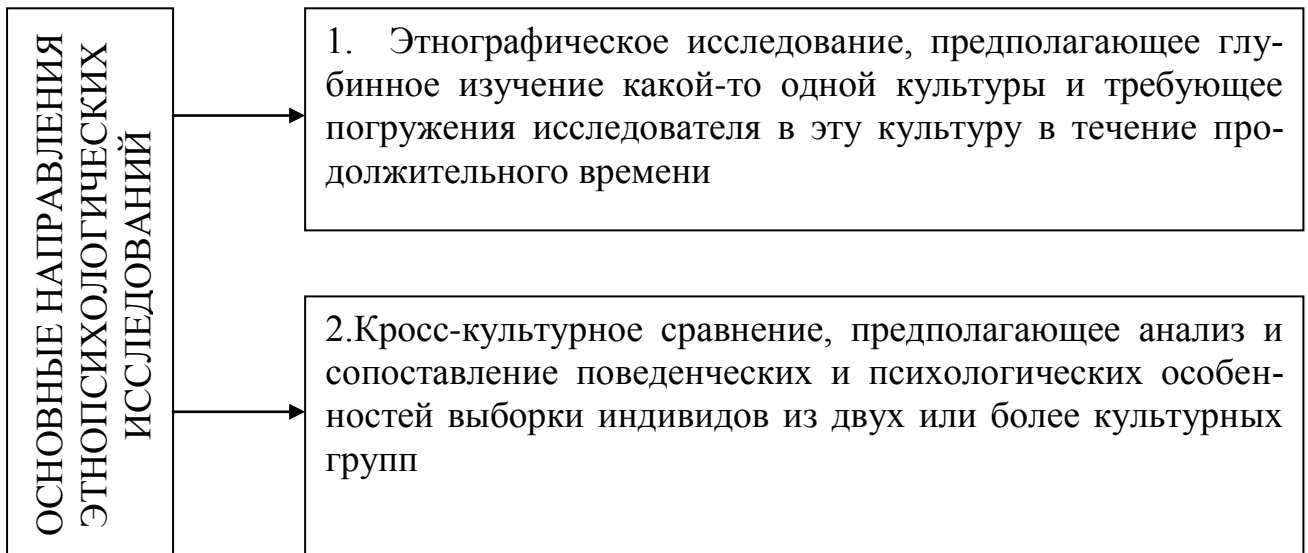 ОСНОВНЫЕ НАПРАВЛЕНИЯ
ЭТНОПСИХОЛОГИЧЕСКИХ
ИССЛЕДОВАНИЙ
1. Этнографическое исследование, предполагающее глу-
бинное изучение какой-то одной культуры и требующее
погружения исследователя в эту культуру в течение про-
должительного времени
2.Кросс-культурное сравнение, предполагающее анализ и
сопоставление поведенческих и психологических особен-
ностей выборки индивидов из двух или более культурных
групп